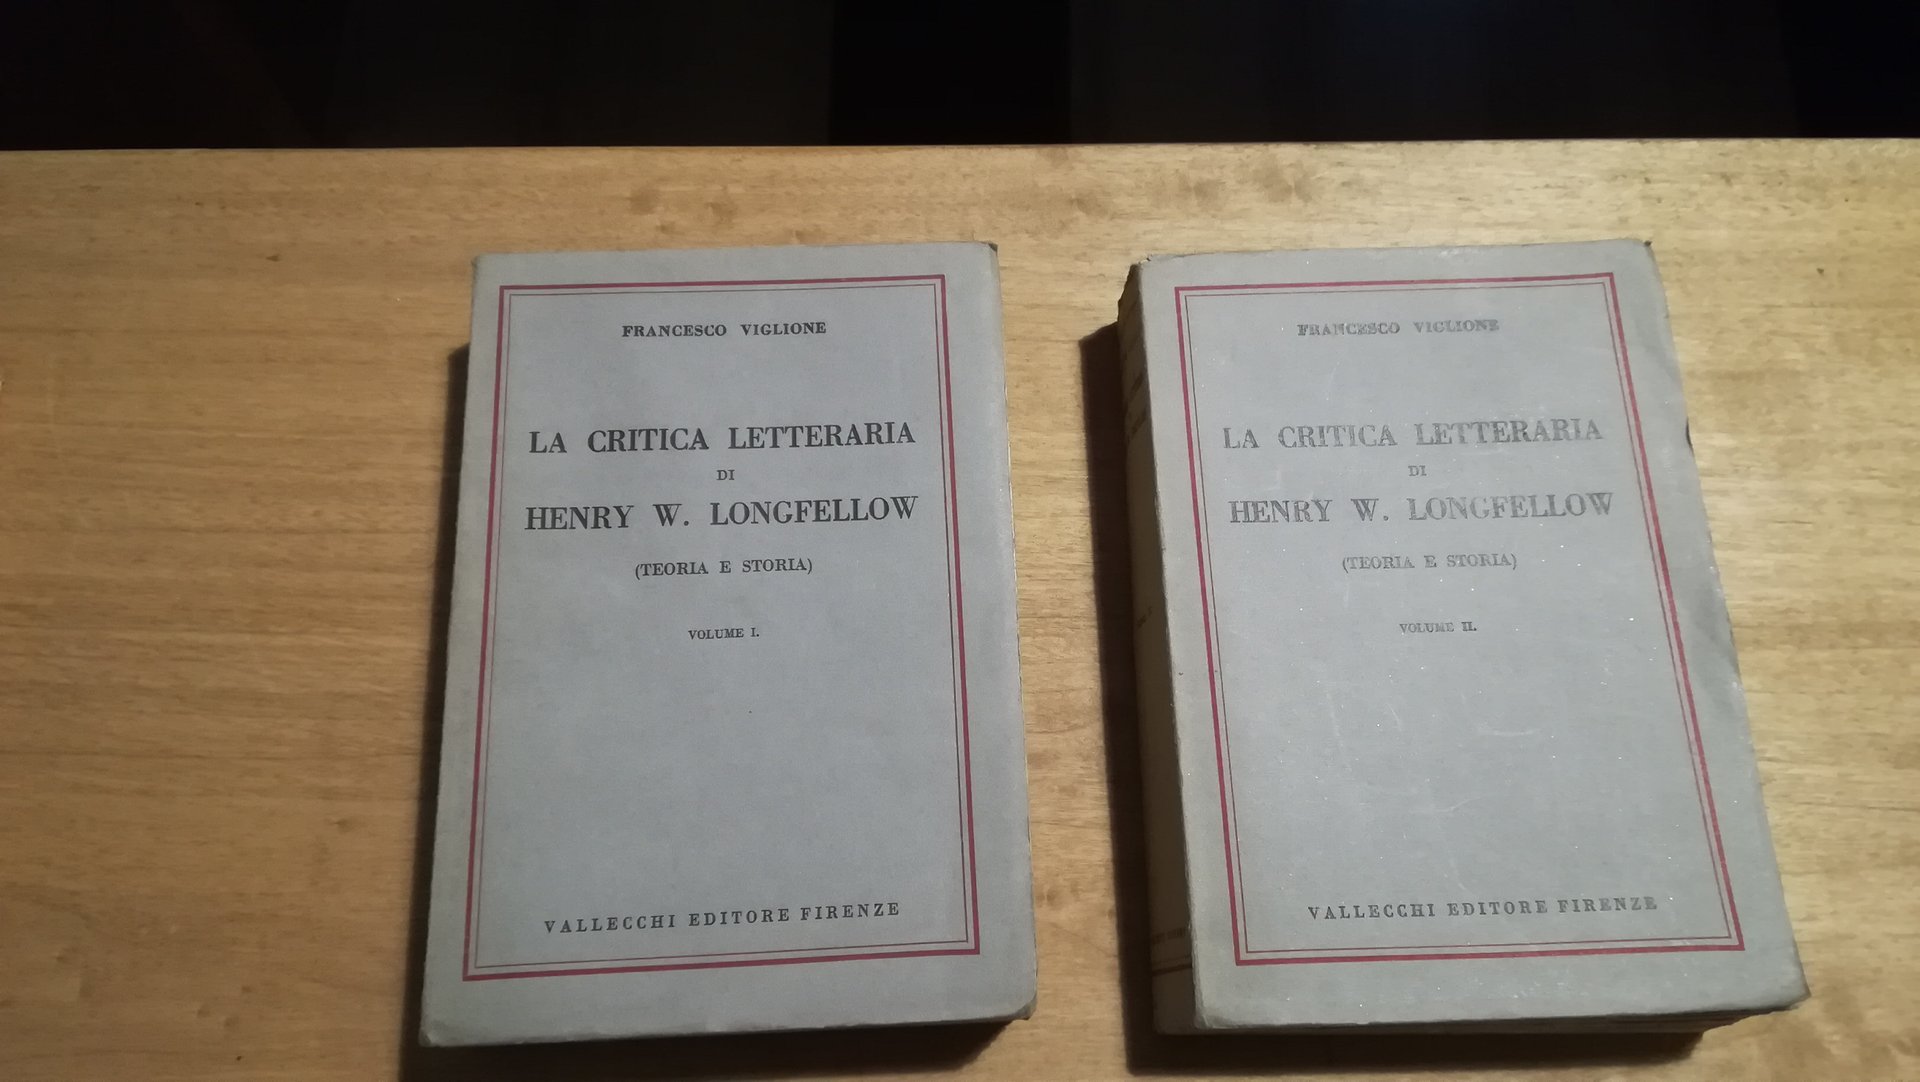 FRANCESCO VIGLIONE
LA CRITICA LETTERARIA
DI
HENRY W. LONGFELLOW
(TEORIA E STORIA)
VOLUME I.
VALLECCHI EDITORE FIRENZE
FRANCESCO VIGLIONE
LA CRITICA LETTERARIA
DI
HENRY W. LONGFELLOW
(TEORIA E STORIA)
VOLUME II.
VALLECCHI EDITORE FIRENZE